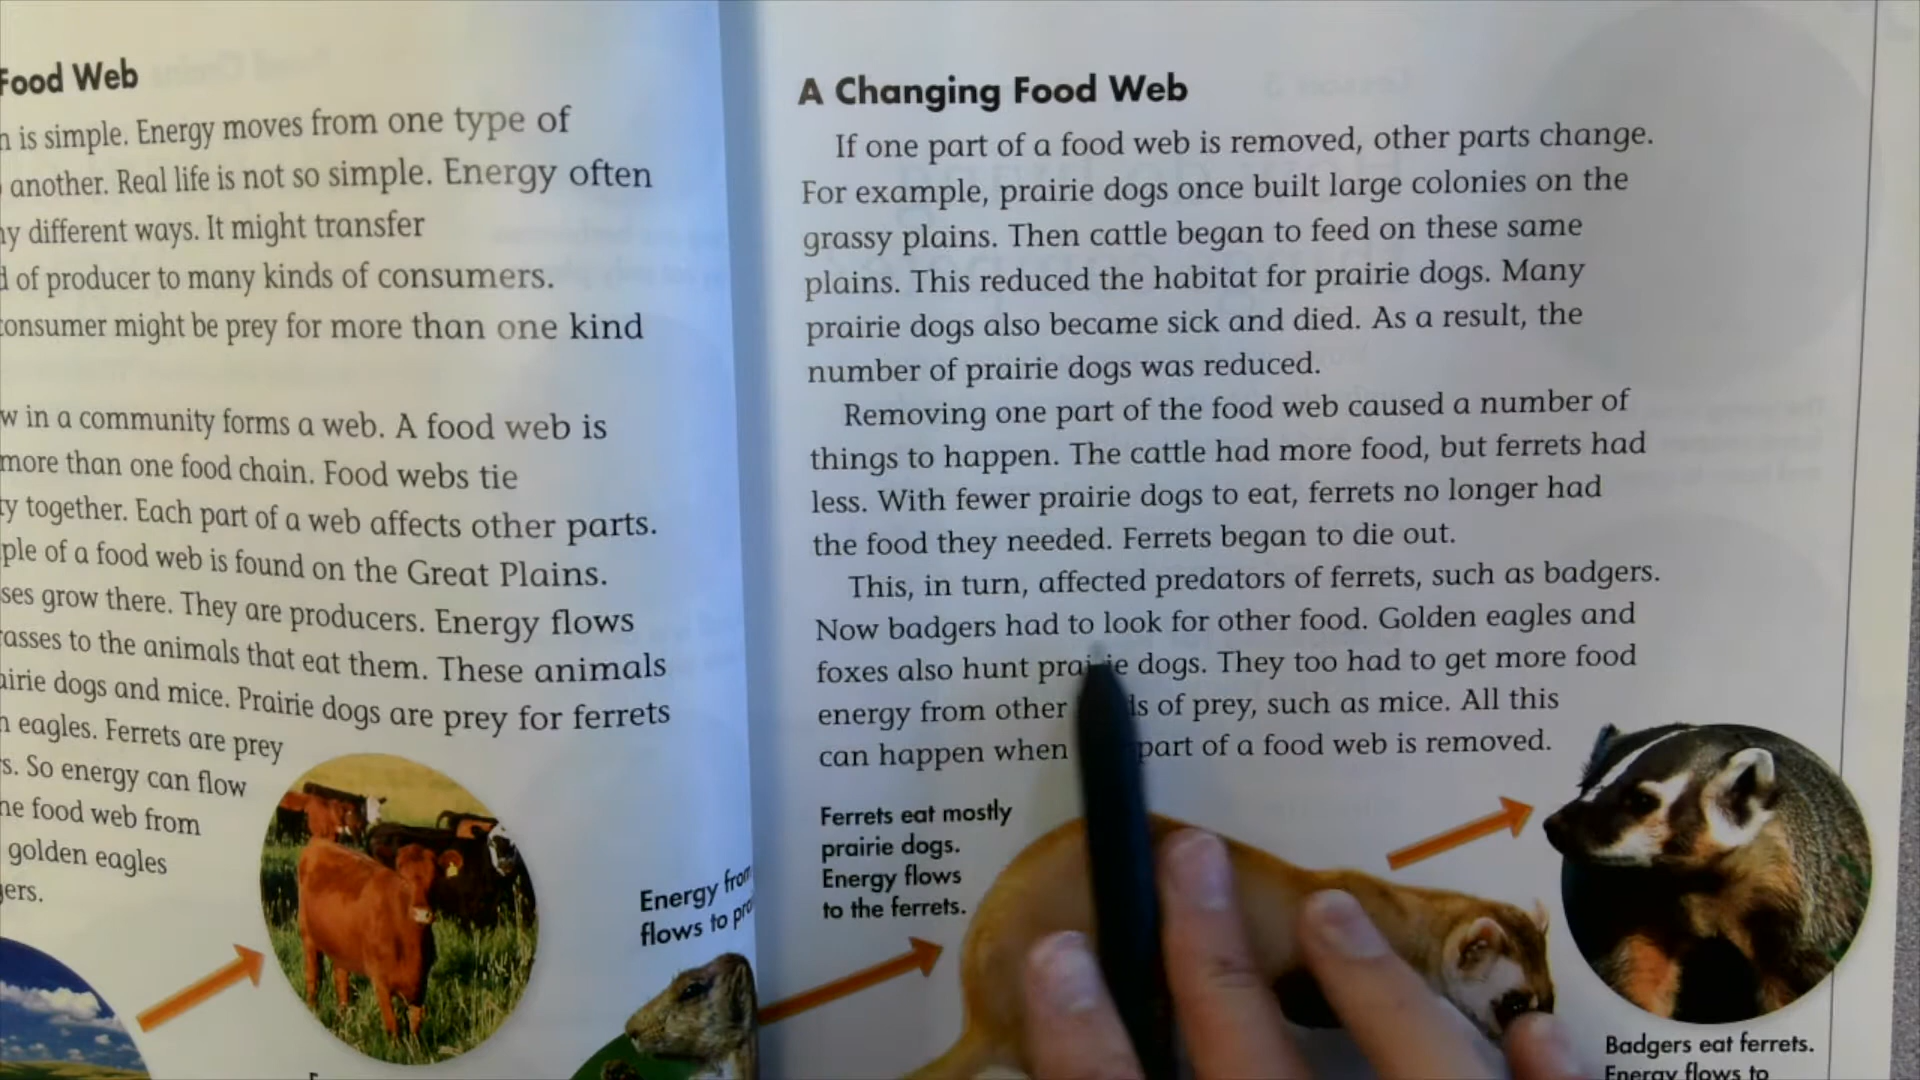 Food Web
is simple. Energy moves from one type of
another. Real life is not so simple. Energy often
different ways. It might transfer
of producer to many kinds of consumers.
consumer might be prey for more than one kind
in a community forms a web. A food web is
more than one food chain. Food webs tie
together. Each part of a web affects other parts.
of a food web is found on the Great Plains.
grow there. They are producers. Energy flows
to the animals that eat them. These animals
dogs and mice. Prairie dogs are prey for ferrets
eagles. Ferrets are prey
So energy can flow
food web from
golden eagles
A Changing Food Web
If one part of a food web is removed, other parts change.
For example, prairie dogs once built large colonies on the
grassy plains. Then cattle began to feed on these same
plains. This reduced the habitat for prairie dogs. Many
prairie dogs also became sick and died. As a result, the
number of prairie dogs was reduced.
Removing one part of the food web caused a number of
things to happen. The cattle had more food, but ferrets had
less. With fewer prairie dogs to eat, ferrets no longer had
the food they needed. Ferrets began to die out.
This, in turn, affected predators of ferrets, such as badgers.
Now badgers had to look for other food. Golden eagles and
foxes also hunt prairie dogs. They too had to get more food
energy from other of prey, such as mice. All this
can happen when part of a food web is removed.
Energy from
flows to
Ferrets eat mostly
prairie dogs.
Energy flows
to the ferrets.
Badgers eat ferrets.
Energy flows to